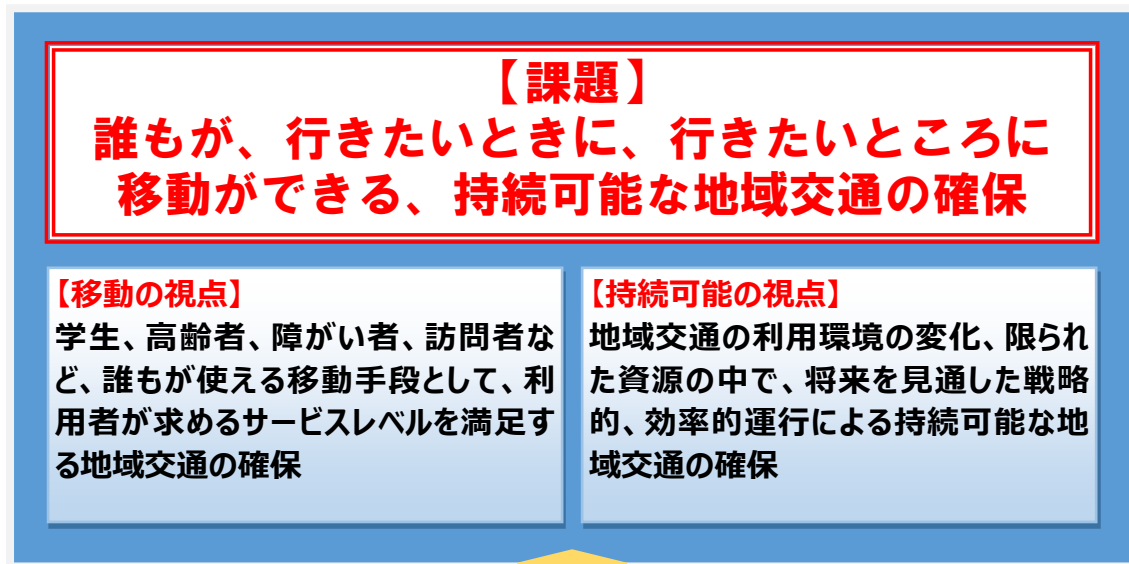 【課題】
誰もが、行きたいときに、行きたいところに
移動ができる、持続可能な地域交通の確保
【移動の視点】
学生、高齢者、障がい者、訪問者な
ど、誰もが使える移動手段として、利
用者が求めるサービスレベルを満足す
る地域交通の確保
【持続可能の視点】
地域交通の利用環境の変化、限られ
た資源の中で、将来を見通した戦略
的、効率的運行による持続可能な地
域交通の確保